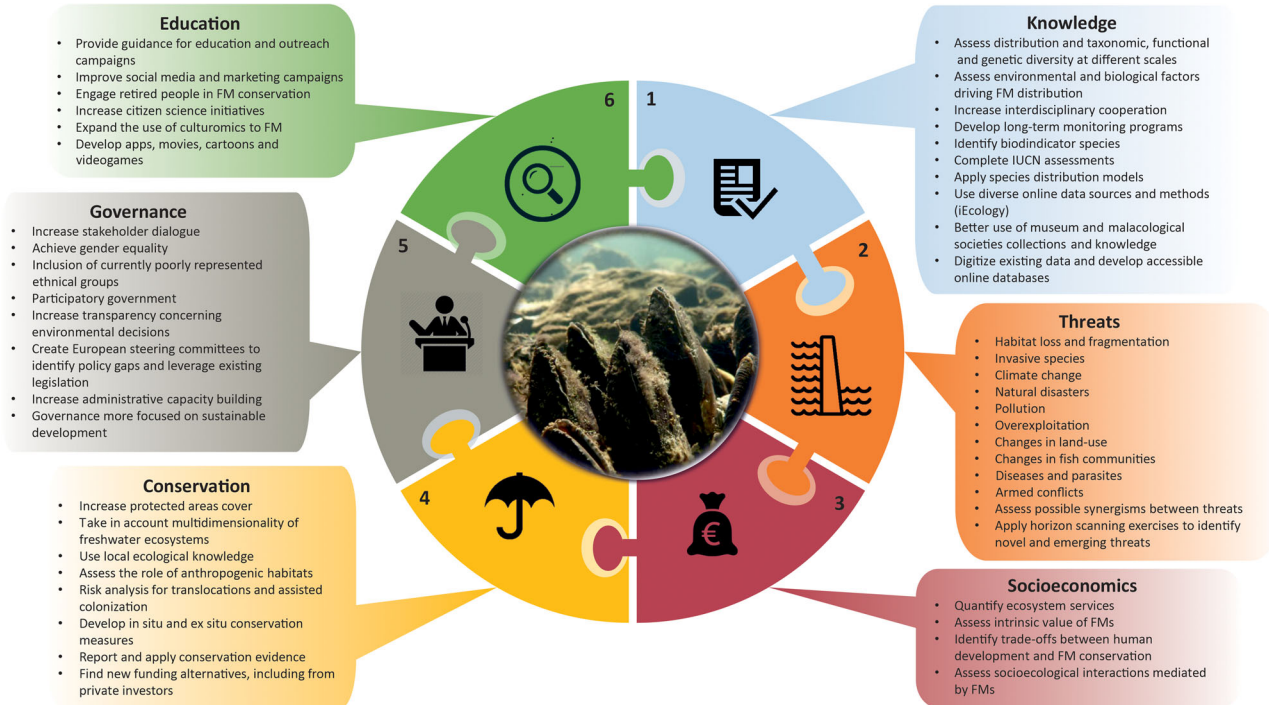 Education
• Provide guidance for education and outreach
campaigns
• Improve social media and marketing campaigns
• Engage retired people in FM conservation
• Increase citizen science initiatives
• Expand the use of culturomics to FM
• Develop apps, movies, cartoons and
videogames
Governance
• Increase stakeholder dialogue
• Achieve gender equality
• Inclusion of currently poorly represented
ethnical groups
• Participatory government
• Increase transparency concerning
environmental decisions
• Create European steering committees to
identify policy gaps and leverage existing
legislation
• Increase administrative capacity building
• Governance more focused on sustainable
development
Conservation
• Increase protected areas cover
• Take in account multidimensionality of
freshwater ecosystems
• Use local ecological knowledge
• Assess the role of anthropogenic habitats
• Risk analysis for translocations and assisted
colonization
• Develop in situ and ex situ conservation
measures
• Report and apply conservation evidence
• Find new funding alternatives, including from
private investors
6
1
5
2
4
3
€
Knowledge
• Assess distribution and taxonomic, functional
and genetic diversity at different scales
• Assess environmental and biological factors
driving FM distribution
• Increase interdisciplinary cooperation
• Develop long-term monitoring programs
• Identify bioindicator species
• Complete IUCN assessments
• Apply species distribution models
• Use diverse online data sources and methods
(iEcology)
• Better use of museum and malacological
societies collections and knowledge
• Digitize existing data and develop accessible
online databases
Threats
• Habitat loss and fragmentation
• Invasive species
• Climate change
• Natural disasters
• Pollution
• Overexploitation
• Changes in land-use
• Changes in fish communities
• Diseases and parasites
• Armed conflicts
• Assess possible synergisms between threats
• Apply horizon scanning exercises to identify
novel and emerging threats
Socioeconomics
• Quantify ecosystem services
• Assess intrinsic value of FMs
• Identify trade-offs between human
development and FM conservation
• Assess socioecological interactions mediated
by FMs